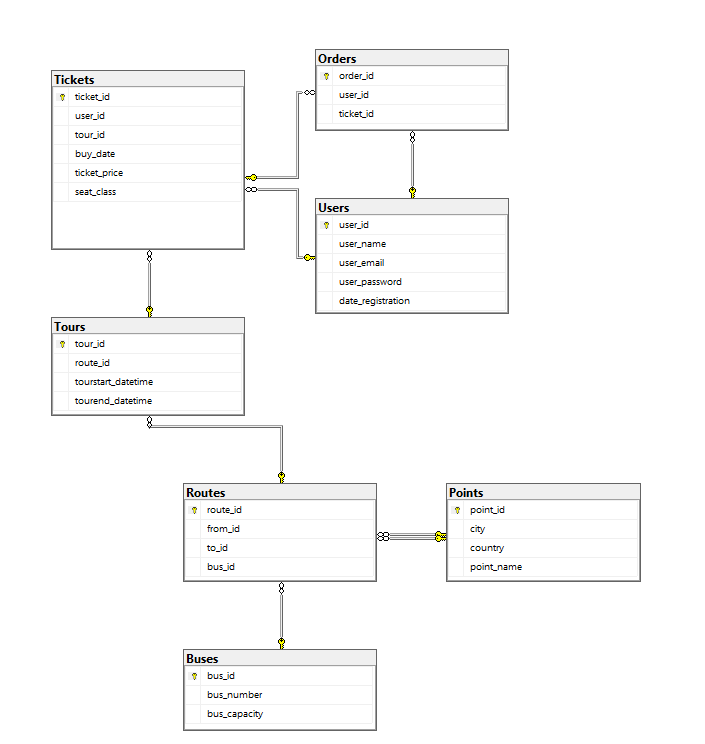 Tickets
ticket_id
user_id
tour_id
buy_date
ticket_price
seat_class
Orders
order_id
user_id
ticket_id
Users
user_id
user_name
user_email
user_password
date_registration
Tours
tour_id
route_id
tourstart_datetime
tourend_datetime
Routes
route_id
from_id
to_id
bus_id
Points
point_id
city
country
point_name
Buses
bus_id
bus_number
bus_capacity